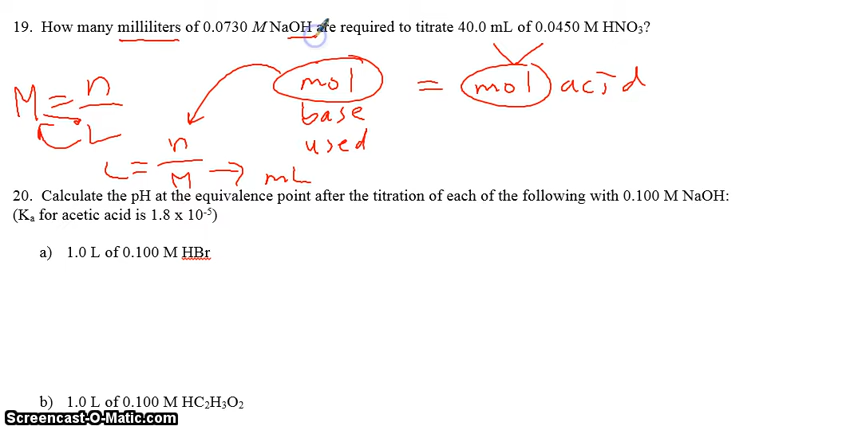 19. How many milliliters of 0.0730 M NaOH are required to titrate 40.0 mL of 0.0450 M HNO₃?
M = n / L
mol = mol acid
base
used
L = n / M → mL
20. Calculate the pH at the equivalence point after the titration of each of the following with 0.100 M NaOH:
(Kₐ for acetic acid is 1.8 x 10⁻⁵)
a) 1.0 L of 0.100 M HBr
b) 1.0 L of 0.100 M HC₂H₃O₂
Screencast-O-Matic.com